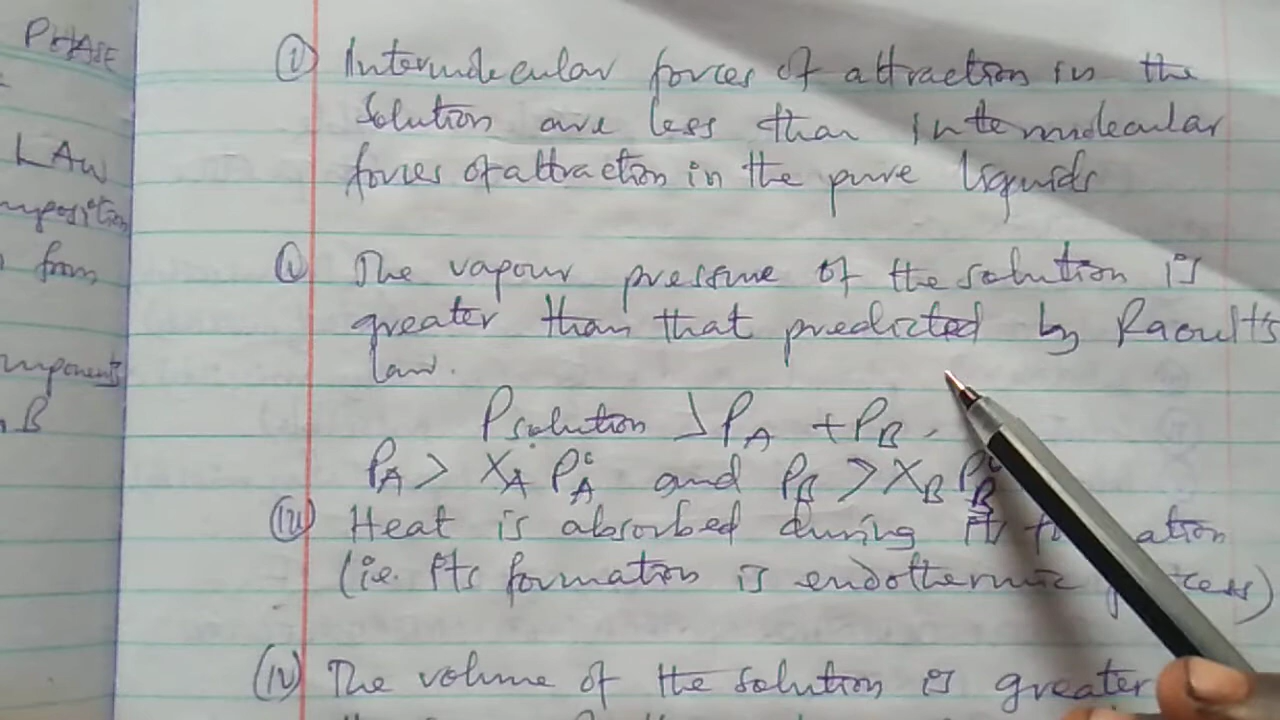 PHASE
LAW
from
B
(i) Intermolecular forces of attraction in the
solution are less than intermolecular
forces of attraction in the pure liquids
The vapour pressure of the solution is
greater than that predicted by Raoult's
law.
Psolution > PA + PB.
PA > XA P°A and PB > XB P°B
(iii) Heat is absorbed during its
(i.e. its formation is endothermic
(iv) The volume of the solution is greater